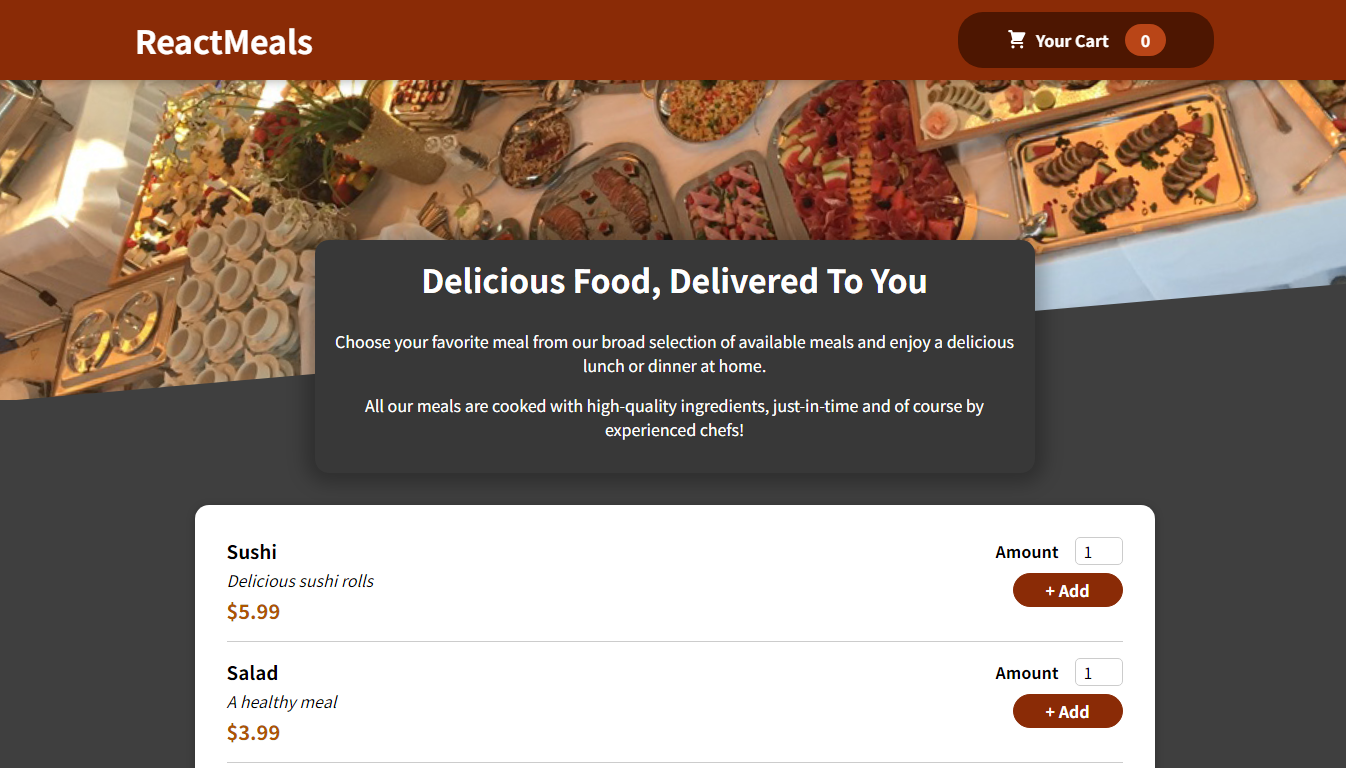 ReactMeals
Your Cart 0
Delicious Food, Delivered To You
Choose your favorite meal from our broad selection of available meals and enjoy a delicious
lunch or dinner at home.
All our meals are cooked with high-quality ingredients, just-in-time and of course by
experienced chefs!
Sushi
Amount 1
Delicious sushi rolls
+ Add
$5.99
Salad
Amount 1
A healthy meal
+ Add
$3.99